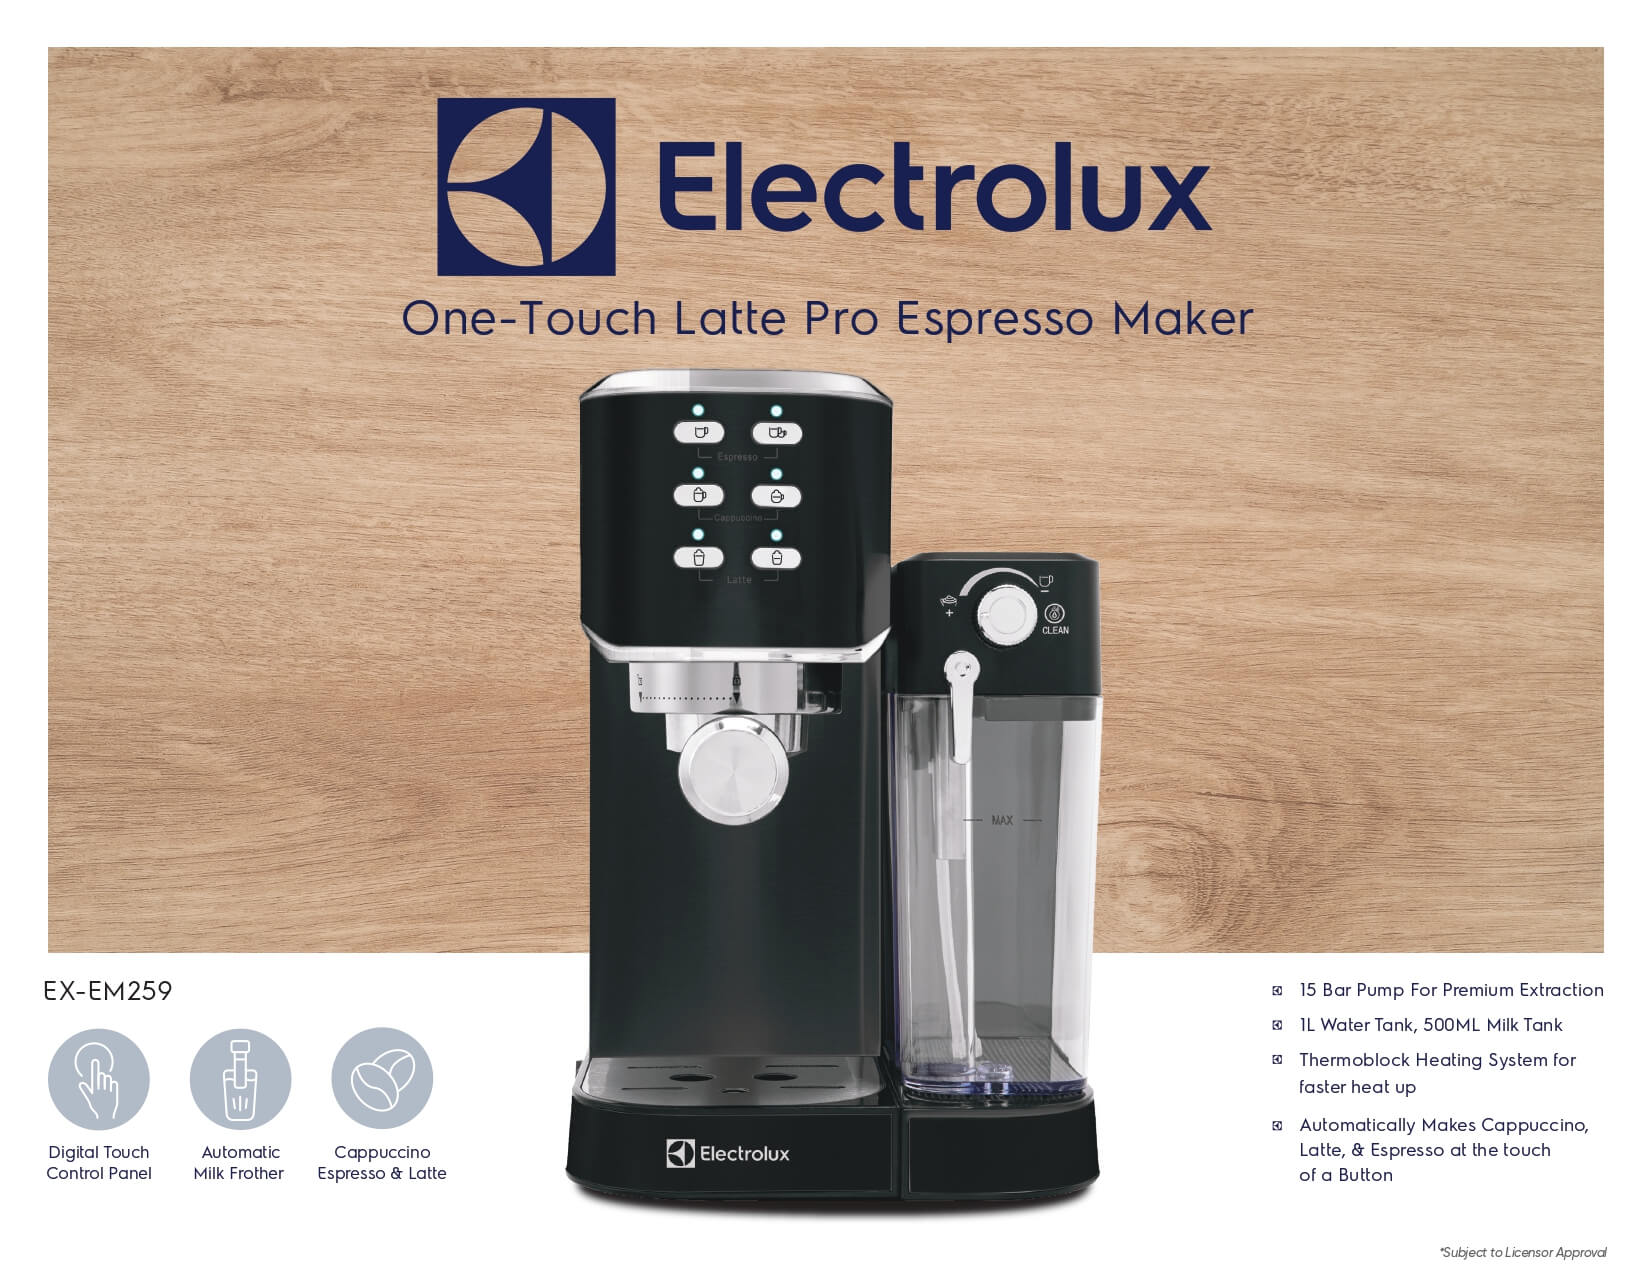 Electrolux
One-Touch Latte Pro Espresso Maker
Espresso
Cappuccino
Latte
+
CLEAN
MAX
Electrolux
EX-EM259
Digital Touch
Control Panel
Automatic
Milk Frother
Cappuccino
Espresso & Latte
15 Bar Pump For Premium Extraction
1L Water Tank, 500ML Milk Tank
Thermoblock Heating System for
faster heat up
Automatically Makes Cappuccino,
Latte, & Espresso at the touch
of a Button
*Subject to Licensor Approval